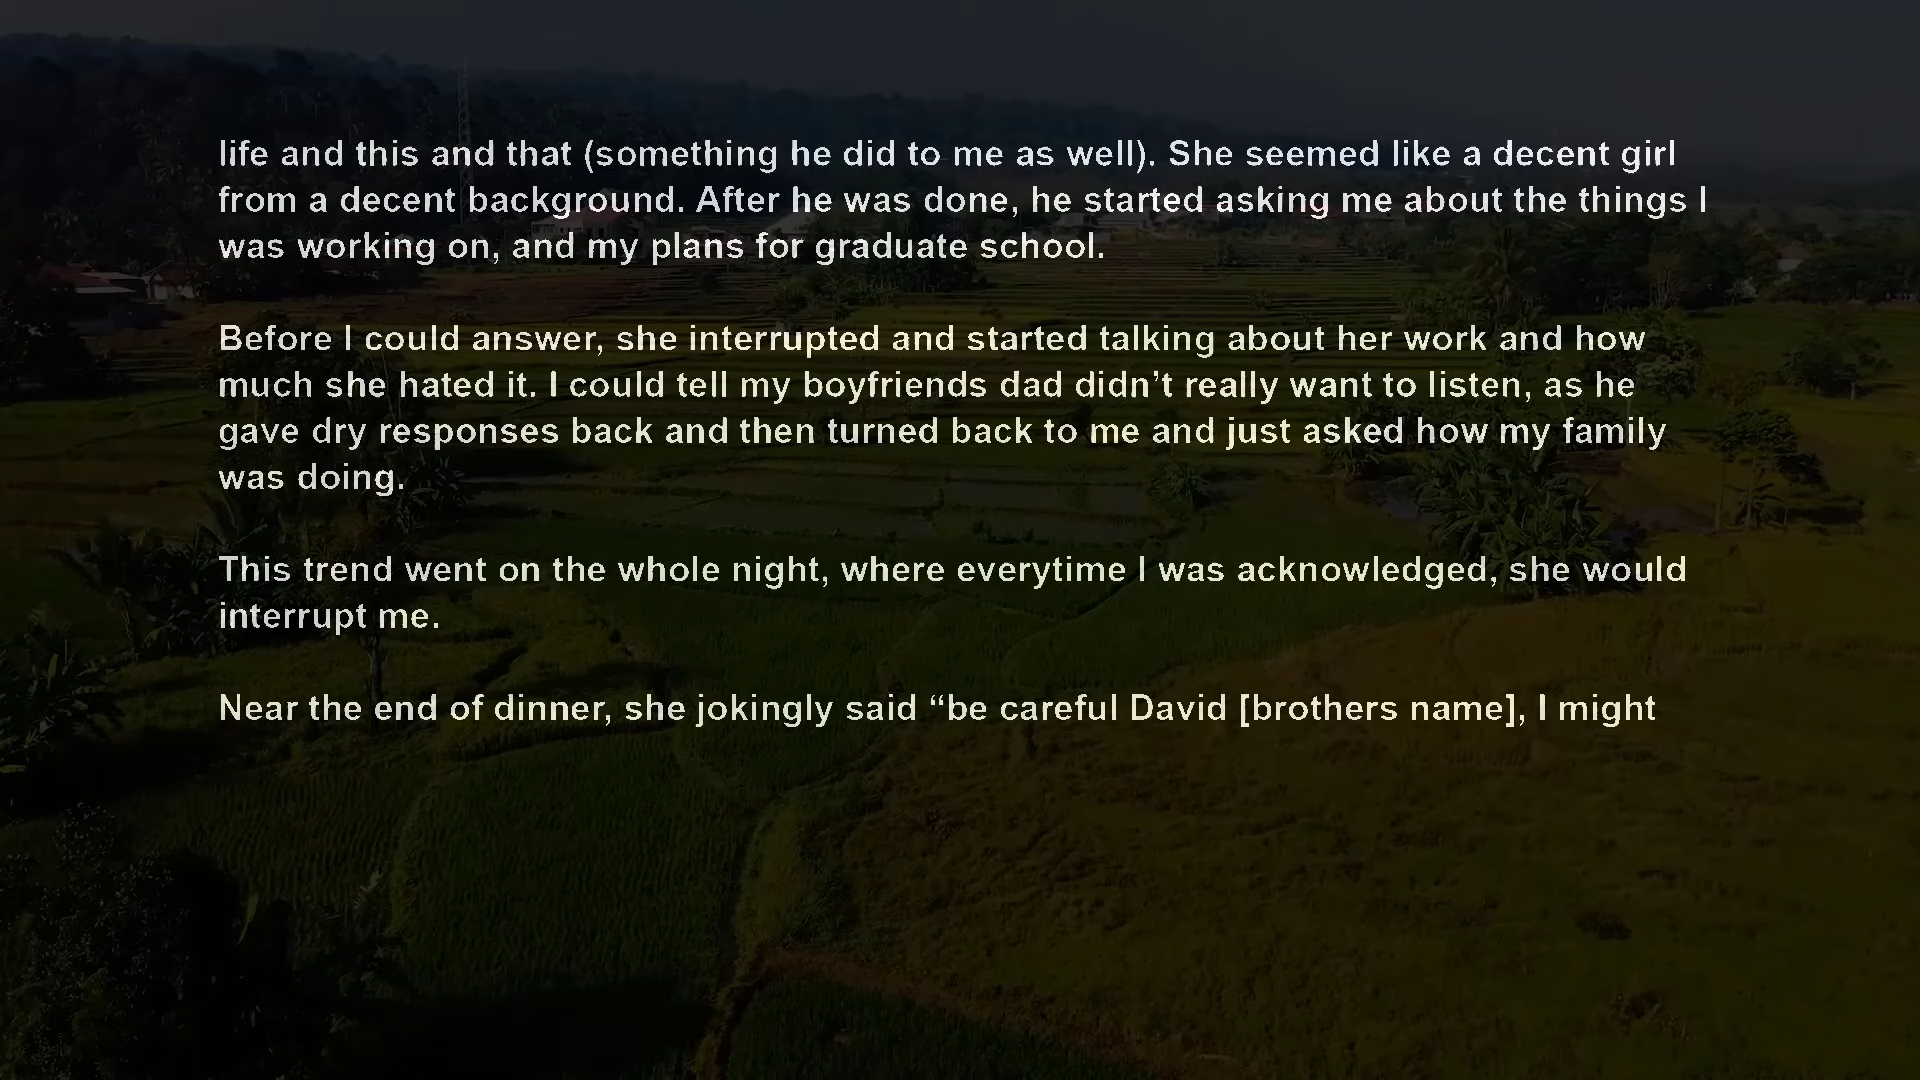 life and this and that (something he did to me as well). She seemed like a decent girl
from a decent background. After he was done, he started asking me about the things I
was working on, and my plans for graduate school.
Before I could answer, she interrupted and started talking about her work and how
much she hated it. I could tell my boyfriends dad didn’t really want to listen, as he
gave dry responses back and then turned back to me and just asked how my family
was doing.
This trend went on the whole night, where everytime I was acknowledged, she would
interrupt me.
Near the end of dinner, she jokingly said “be careful David [brothers name], I might